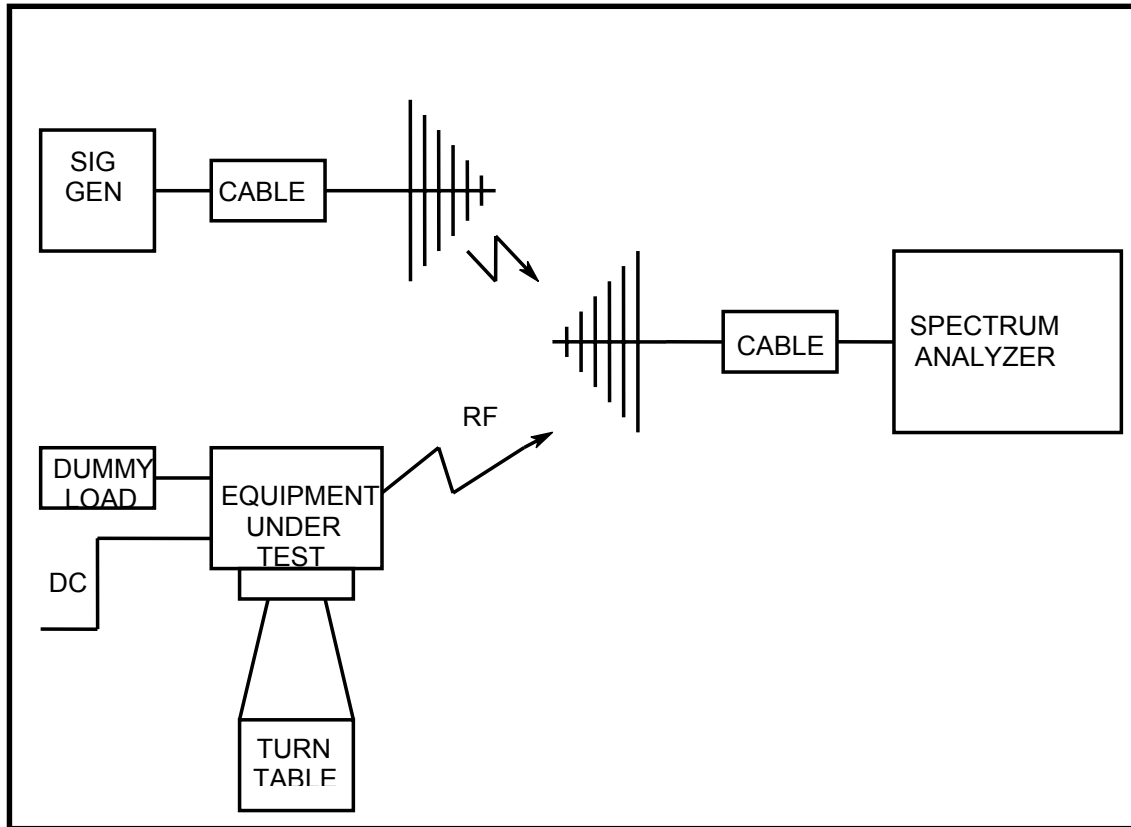 SIG
GEN
CABLE
CABLE
SPECTRUM
ANALYZER
RF
DUMMY
LOAD
EQUIPMENT
UNDER
TEST
DC
TURN
TABLE